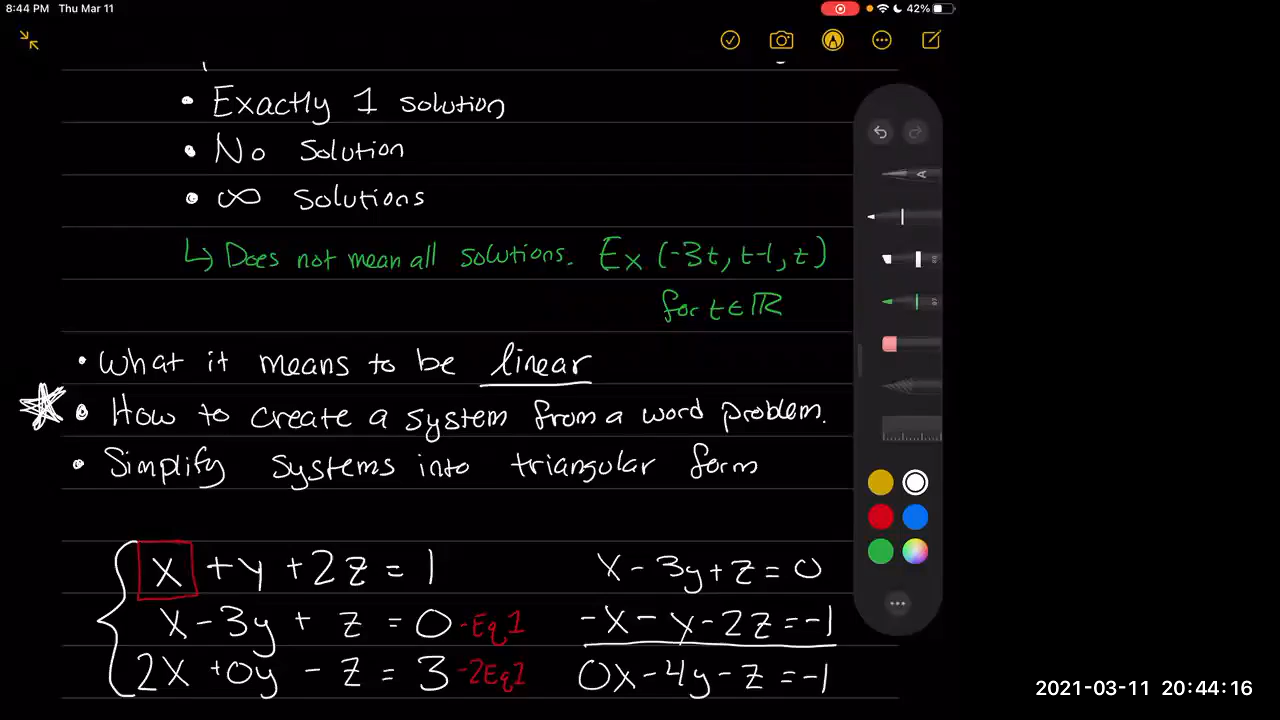 8:44 PM Thu Mar 11
42%
• Exactly 1 solution
• No Solution
• ∞ Solutions
↳ Does not mean all solutions. Ex (-3t, t-1, t)
for t∈ℝ
• What it means to be linear
• How to create a system from a word problem.
• Simplify systems into triangular form
x + y + 2z = 1
x - 3y + z = 0
x - 3y + z = 0 -Eq1
-x - y - 2z = -1
2x + 0y - z = 3 -2Eq1
0x - 4y - z = -1
2021-03-11 20:44:16